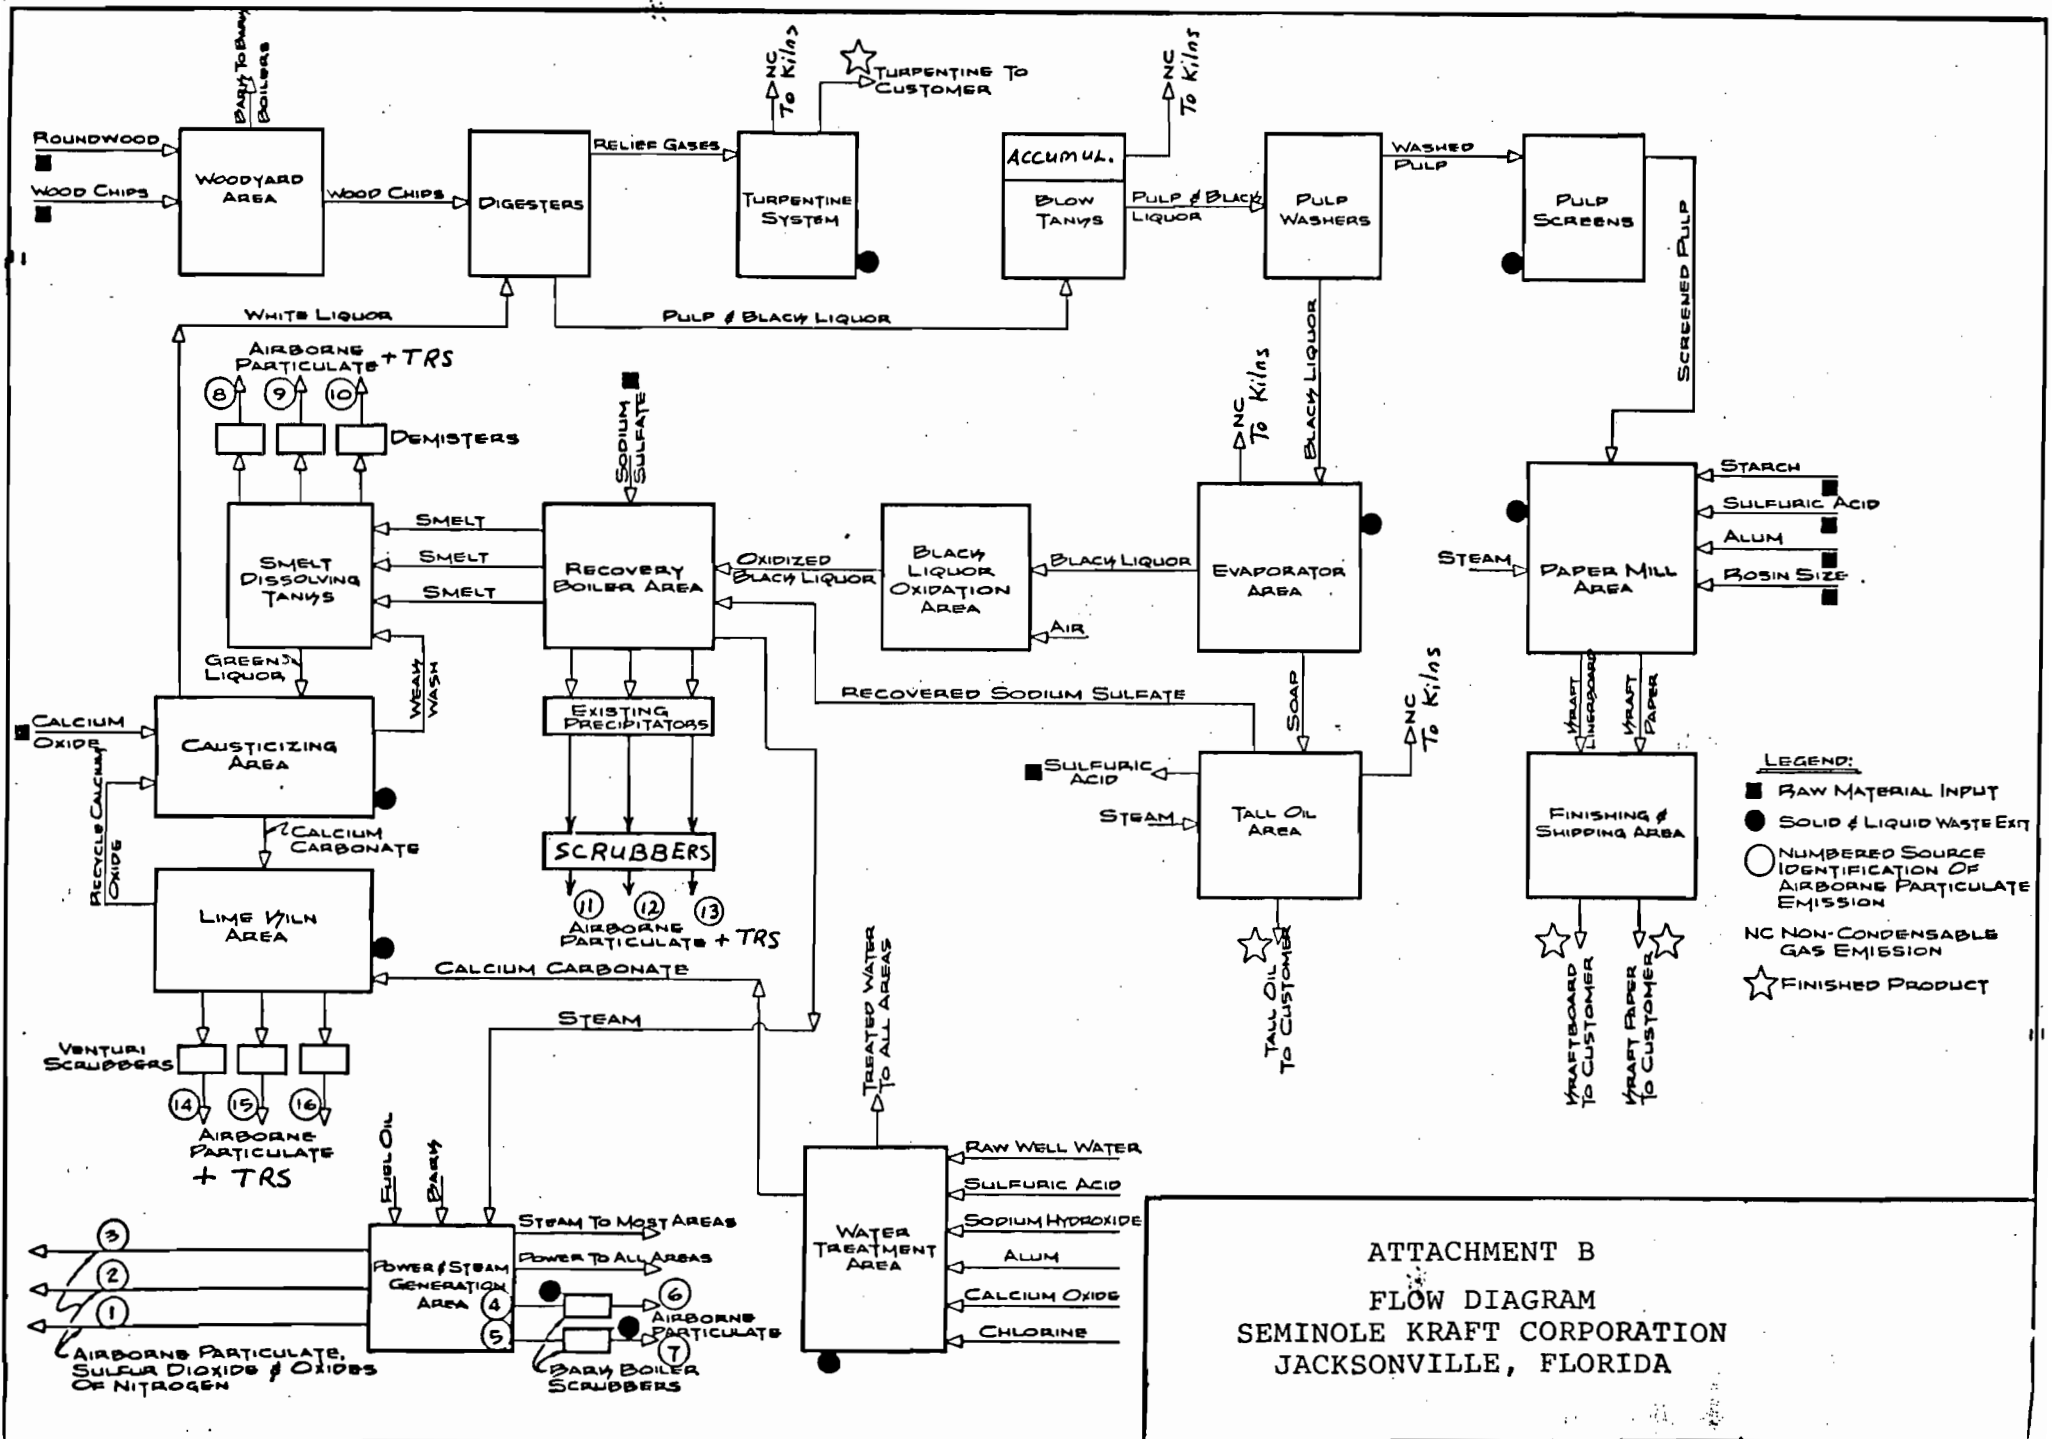 BARK TO BARK
BOILERS
ROUNDWOOD
WOOD CHIPS
WOODYARD
AREA
WOOD CHIPS
DIGESTERS
RELIEF GASES
NC
To Kilns
TURPENTINE TO
CUSTOMER
TURPENTINE
SYSTEM
ACCUMUL.
BLOW
TANKS
NC
To Kilns
PULP & BLACK
LIQUOR
PULP
WASHERS
WASHED
PULP
PULP
SCREENS
SCREENED PULP
WHITE LIQUOR
PULP & BLACK LIQUOR
BLACK LIQUOR
AIRBORNE
PARTICULATE + TRS
8
9
10
DEMISTERS
SODIUM
SULFATE
NC
To Kilns
SMELT
DISSOLVING
TANKS
SMELT
SMELT
SMELT
RECOVERY
BOILER AREA
OXIDIZED
BLACK LIQUOR
BLACK
LIQUOR
OXIDATION
AREA
AIR
BLACK LIQUOR
EVAPORATOR
AREA
STEAM
PAPER MILL
AREA
STARCH
SULFURIC ACID
ALUM
ROSIN SIZE
GREEN
LIQUOR
WEAK
WASH
CALCIUM
OXIDE
CAUSTICIZING
AREA
RECYCLE CALCIUM
OXIDE
EXISTING
PRECIPITATORS
RECOVERED SODIUM SULFATE
SOAP
NC
To Kilns
KRAFT
LINERBOARD
KRAFT
PAPER
SULFURIC
ACID
STEAM
TALL OIL
AREA
FINISHING &
SHIPPING AREA
LEGEND:
RAW MATERIAL INPUT
SOLID & LIQUID WASTE EXIT
NUMBERED SOURCE
IDENTIFICATION OF
AIRBORNE PARTICULATE
EMISSION
NC NON-CONDENSABLE
GAS EMISSION
FINISHED PRODUCT
CALCIUM
CARBONATE
SCRUBBERS
11
12
13
AIRBORNE
PARTICULATE + TRS
LIME KILN
AREA
CALCIUM CARBONATE
STEAM
VENTURI
SCRUBBERS
14
15
16
AIRBORNE
PARTICULATE
+ TRS
TREATED WATER
TO ALL AREAS
TALL OIL
TO CUSTOMER
KRAFTBOARD
TO CUSTOMER
KRAFT PAPER
TO CUSTOMER
FUEL OIL
BARK
3
2
1
AIRBORNE PARTICULATE,
SULFUR DIOXIDE & OXIDES
OF NITROGEN
POWER & STEAM
GENERATION
AREA
STEAM TO MOST AREAS
POWER TO ALL AREAS
4
5
6
AIRBORNE
PARTICULATE
7
BARK BOILER
SCRUBBERS
WATER
TREATMENT
AREA
RAW WELL WATER
SULFURIC ACID
SODIUM HYDROXIDE
ALUM
CALCIUM OXIDE
CHLORINE
ATTACHMENT B
FLOW DIAGRAM
SEMINOLE KRAFT CORPORATION
JACKSONVILLE, FLORIDA